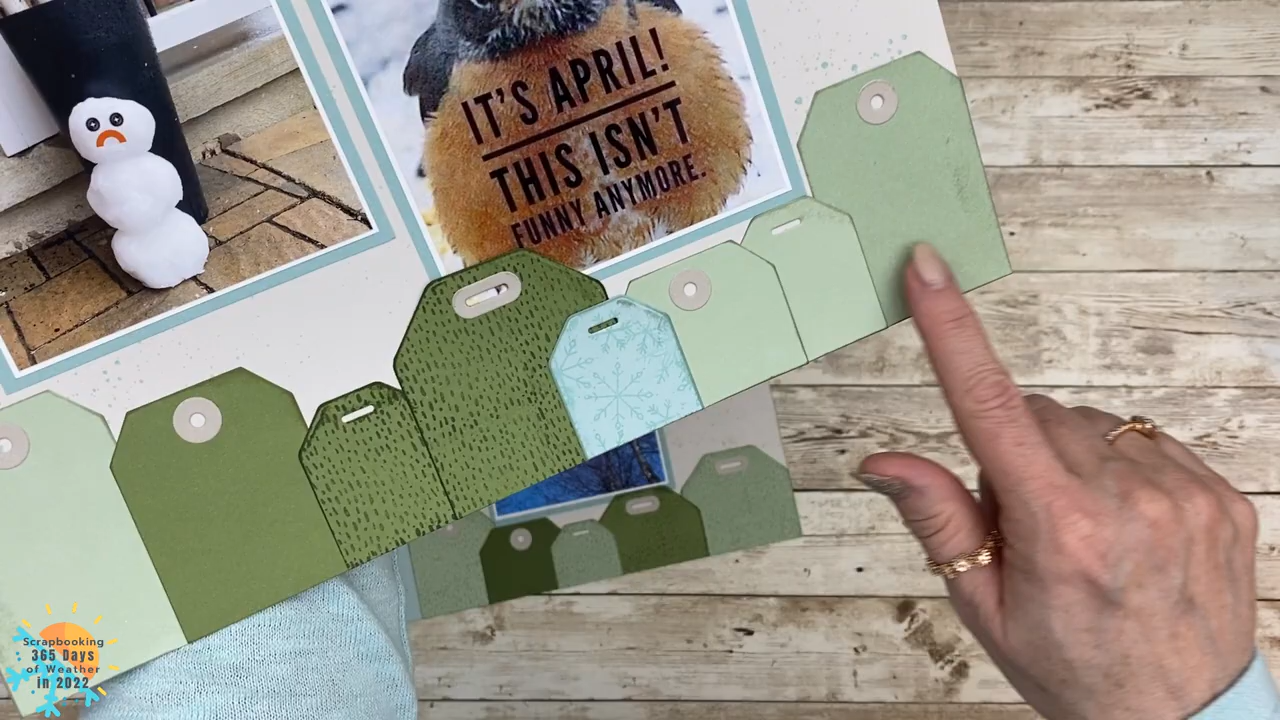 IT'S APRIL!
THIS ISN'T
FUNNY ANYMORE.
Scrapbooking
365 Days
of Weather
in 2022